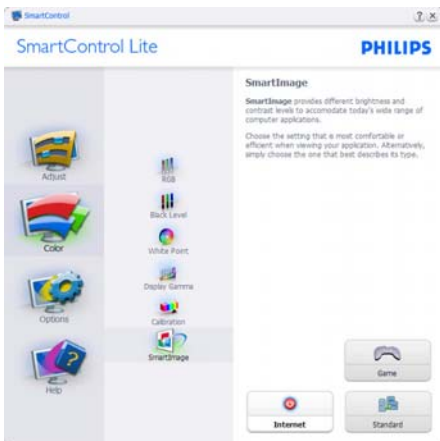 SmartControl
SmartControl Lite
PHILIPS
Adjust
Color
Options
Help
RGB
Black Level
White Point
Display Gamma
Calibration
SmartImage
SmartImage
SmartImage provides different brightness and
contrast levels to accomodate today's wide range of
computer applications.
Choose the setting that is most comfortable or
efficient when viewing your application. Alternatively,
simply choose the one that best describes its type.
Game
Internet
Standard